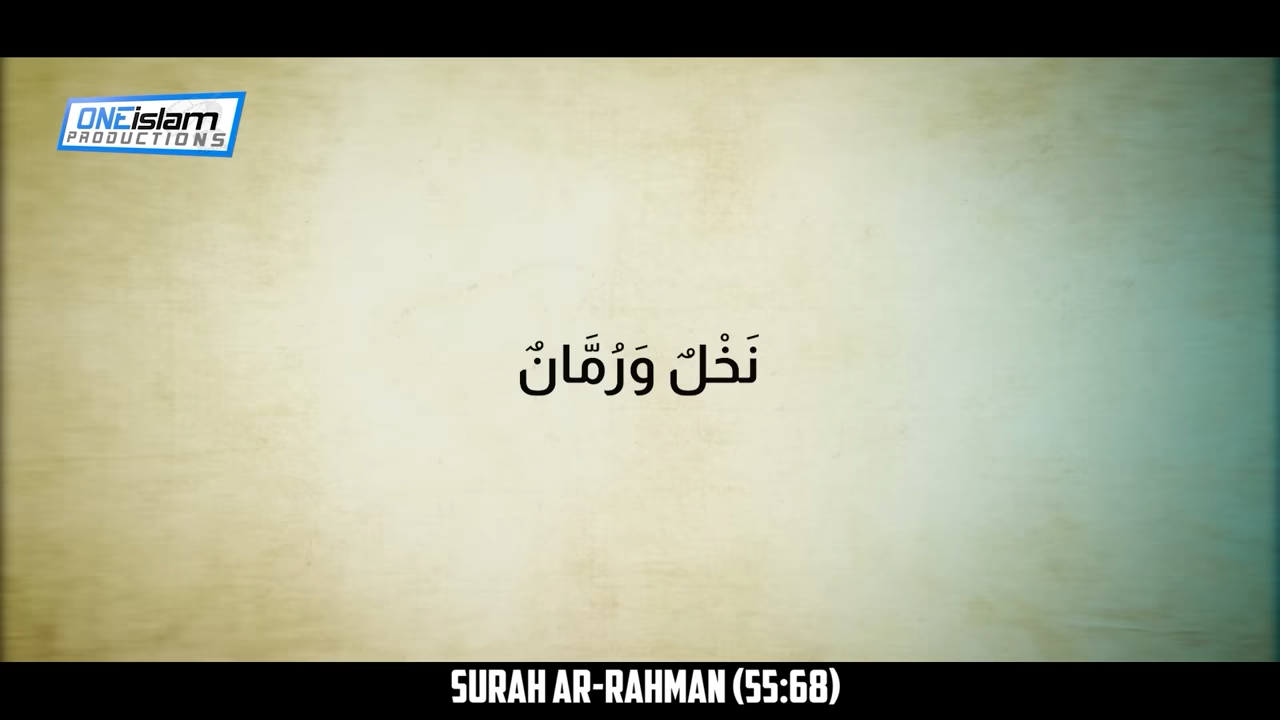 ONEislam
PRODUCTIONS
نَخْلٌ وَرُمَّانٌ
SURAH AR-RAHMAN (55:68)